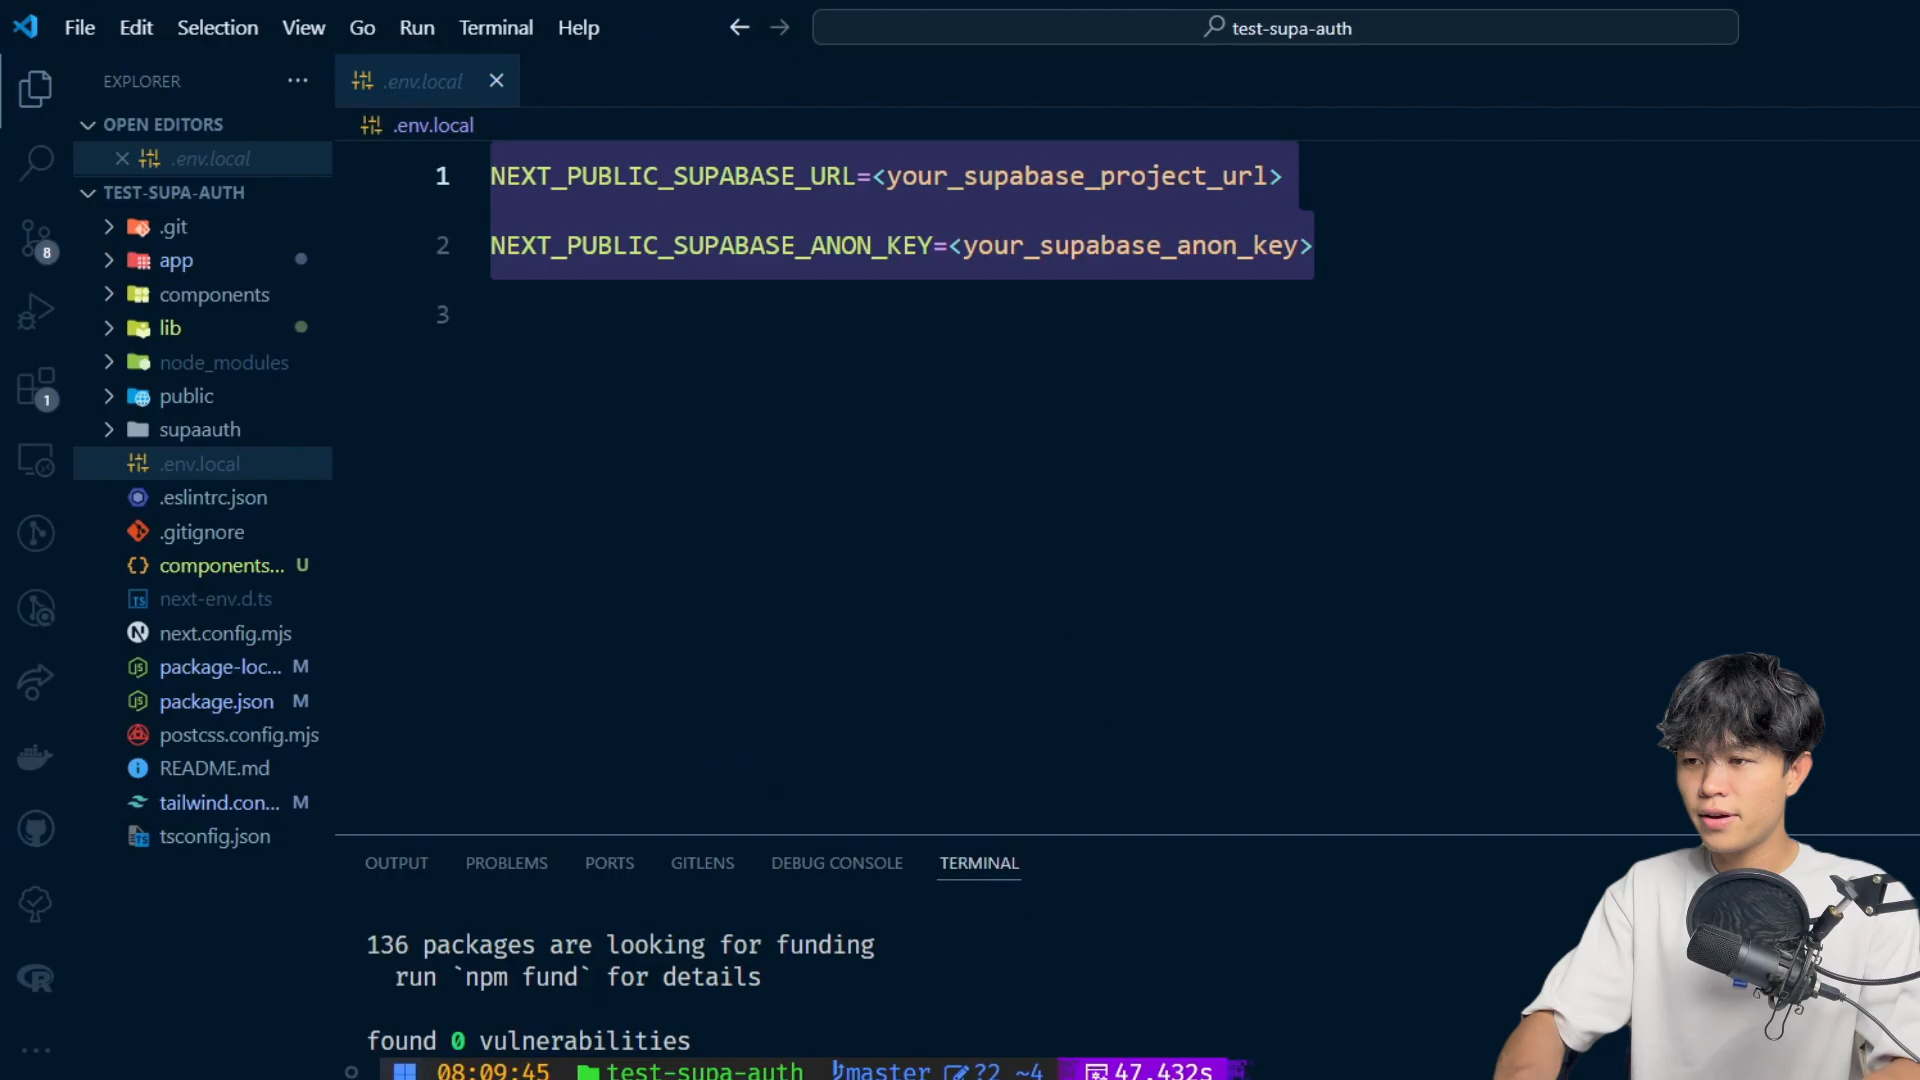 File Edit Selection View Go Run Terminal Help
test-supa-auth
EXPLORER
.env.local
OPEN EDITORS
.env.local
.env.local
TEST-SUPA-AUTH
.git
app
components
lib
node_modules
public
supaauth
.env.local
.eslintrc.json
.gitignore
components... U
next-env.d.ts
next.config.mjs
package-loc... M
package.json M
postcss.config.mjs
README.md
tailwind.con... M
tsconfig.json
8
1
1 NEXT_PUBLIC_SUPABASE_URL=<your_supabase_project_url>
2 NEXT_PUBLIC_SUPABASE_ANON_KEY=<your_supabase_anon_key>
3
OUTPUT PROBLEMS PORTS GITLENS DEBUG CONSOLE TERMINAL
136 packages are looking for funding
run `npm fund` for details
found 0 vulnerabilities
08:09:45 test-supa-auth master ?2 ~4 47.432s